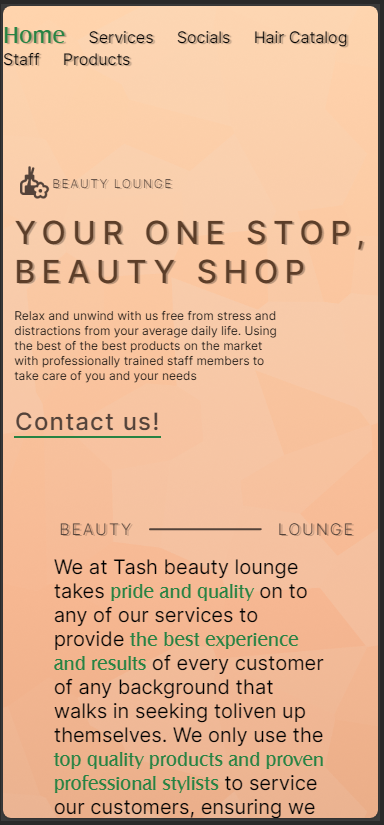 Home Services Socials Hair Catalog
Staff Products
BEAUTY LOUNGE
YOUR ONE STOP,
BEAUTY SHOP
Relax and unwind with us free from stress and
distractions from your average daily life. Using
the best of the best products on the market
with professionally trained staff members to
take care of you and your needs
Contact us!
BEAUTY LOUNGE
We at Tash beauty lounge
takes pride and quality on to
any of our services to
provide the best experience
and results of every customer
of any background that
walks in seeking toliven up
themselves. We only use the
top quality products and proven
professional stylists to service
our customers, ensuring we